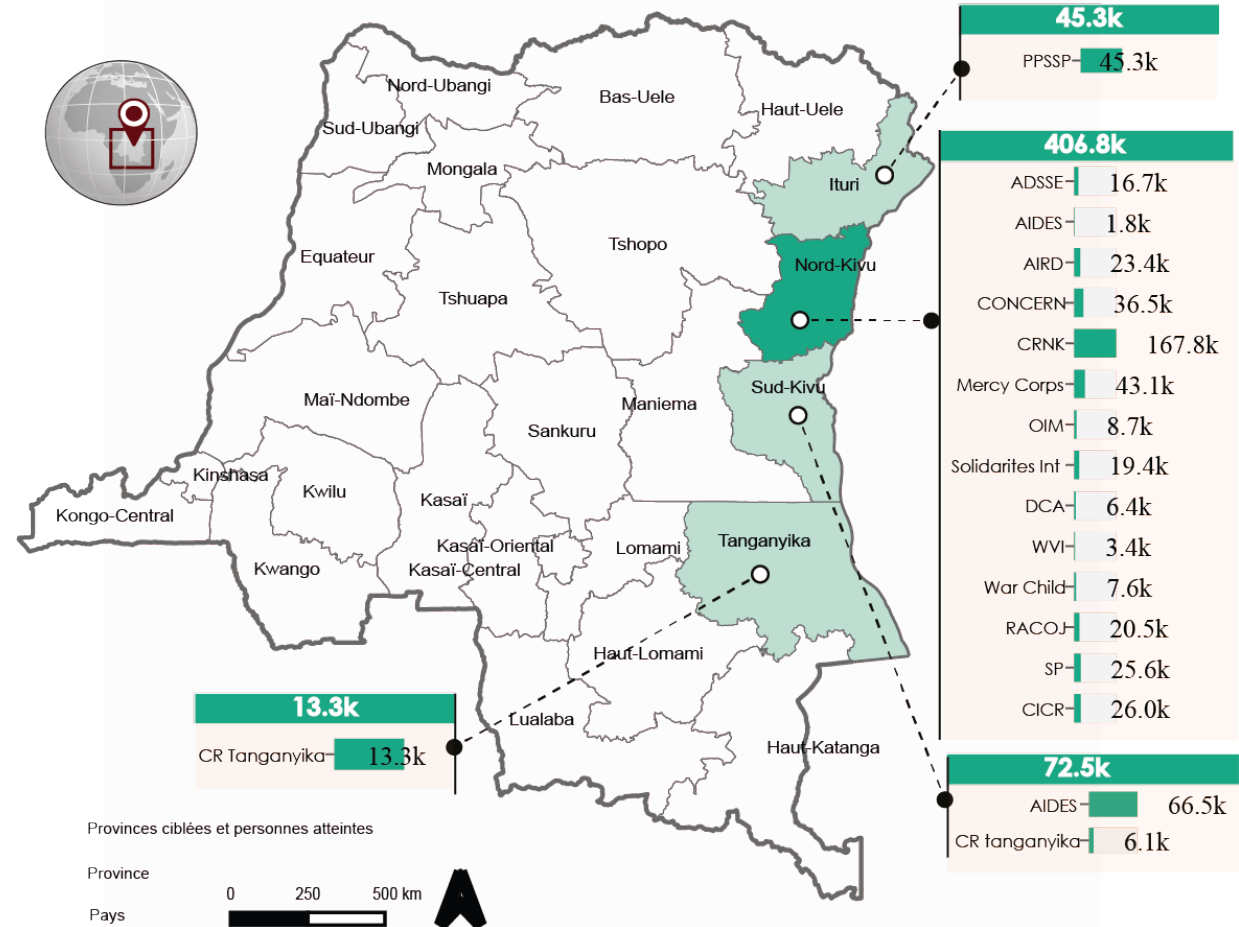 45.3k
PPSSP 45.3k
Nord-Ubangi
Bas-Uele
Haut-Uele
Sud-Ubangi
Mongala
Ituri
406.8k
ADSSE 16.7k
AIDES 1.8k
AIRD 23.4k
CONCERN 36.5k
CRNK 167.8k
Mercy Corps 43.1k
OIM 8.7k
Solidarites Int 19.4k
DCA 6.4k
WVI 3.4k
War Child 7.6k
RACOJ 20.5k
SP 25.6k
CICR 26.0k
Equateur
Tshopo
Nord-Kivu
Tshuapa
Sud-Kivu
Maï-Ndombe
Maniema
Sankuru
Kinshasa
Kwilu
Kasaï
Kongo-Central
Kasaï-Oriental
Lomami
Tanganyika
Kwango
Kasaï-Central
Haut-Lomami
Lualaba
Haut-Katanga
13.3k
CR Tanganyika 13.3k
72.5k
AIDES 66.5k
CR tanganyika 6.1k
Provinces ciblées et personnes atteintes
Province
0 250 500 km
Pays